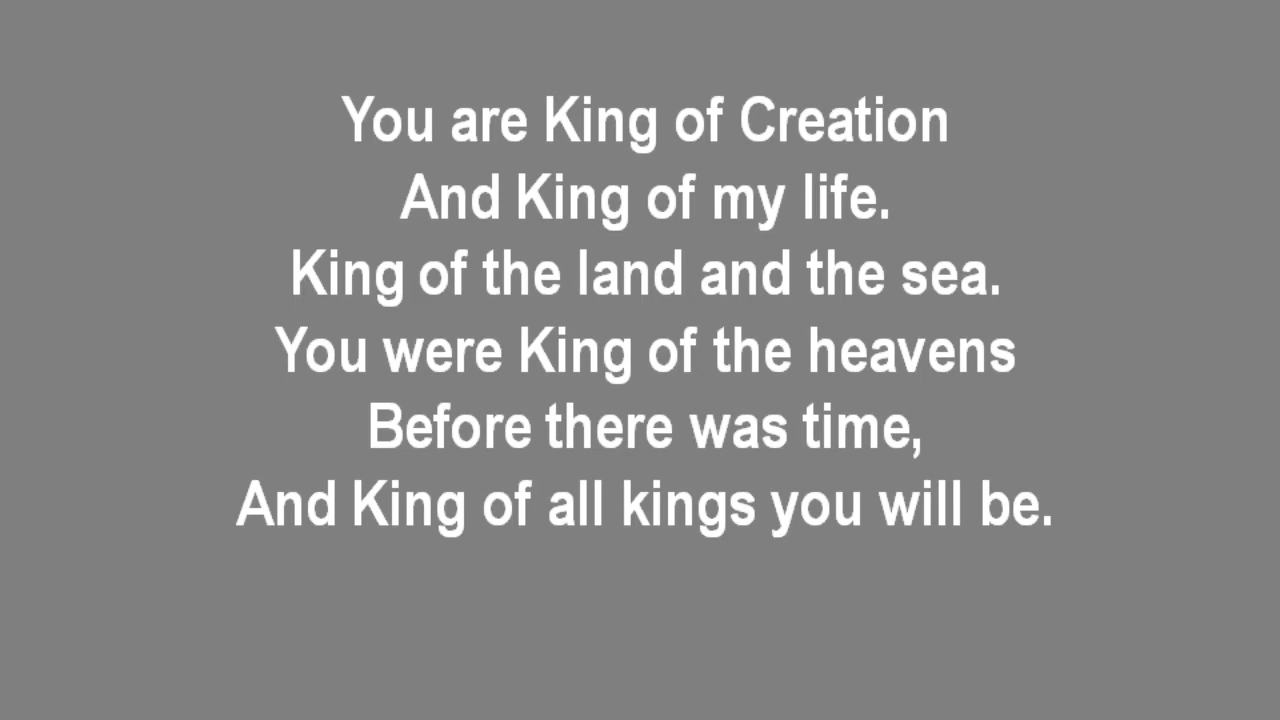 You are King of Creation
And King of my life.
King of the land and the sea.
You were King of the heavens
Before there was time,
And King of all kings you will be.